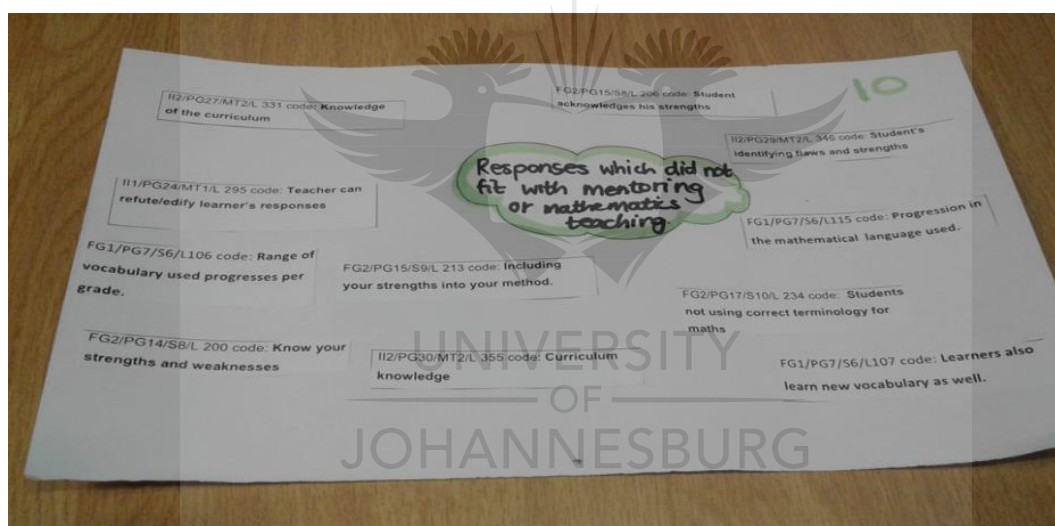 II2/PG27/MT2/L 331 code: Knowledge
of the curriculum
FG2/PG15/S8/L 206 code: Student
acknowledges his strengths
10
II2/PG29/MT2/L 346 code: Student's
identifying flaws and strengths
Responses which did not
fit with mentoring
or mathematics
teaching.
II1/PG24/MT1/L 295 code: Teacher can
refute/edify learner's responses
FG1/PG7/S6/L115 code: Progression in
the mathematical language used.
FG1/PG7/S6/L106 code: Range of
vocabulary used progresses per
grade.
FG2/PG15/S9/L 213 code: Including
your strengths into your method.
FG2/PG17/S10/L 234 code: Students
not using correct terminology for
maths
FG2/PG14/S8/L 200 code: Know your
strengths and weaknesses
II2/PG30/MT2/L 355 code: Curriculum
knowledge
FG1/PG7/S6/L107 code: Learners also
learn new vocabulary as well.
UNIVERSITY
OF
JOHANNESBURG